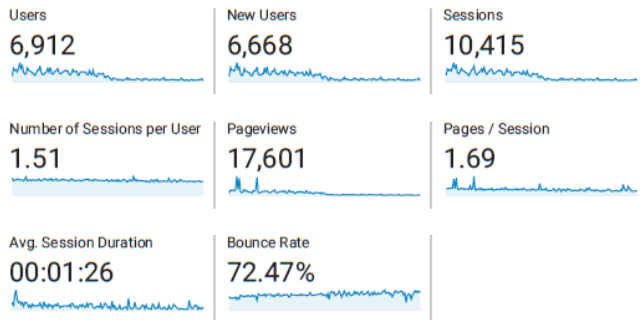 Users
6,912
New Users
6,668
Sessions
10,415
Number of Sessions per User
1.51
Pageviews
17,601
Pages / Session
1.69
Avg. Session Duration
00:01:26
Bounce Rate
72.47%